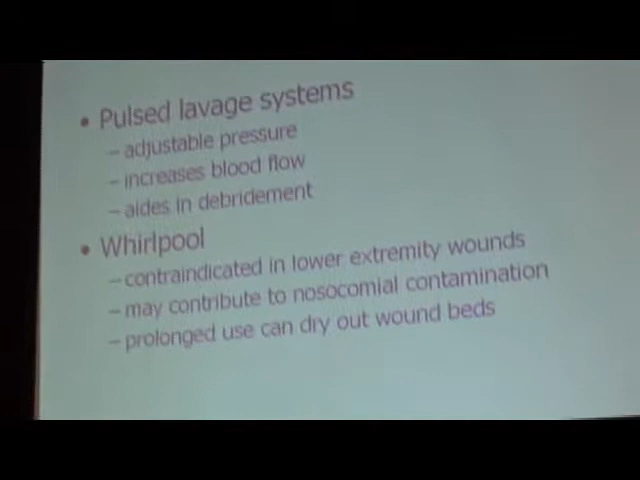 • Pulsed lavage systems
– adjustable pressure
– increases blood flow
– aides in debridement
• Whirlpool
– contraindicated in lower extremity wounds
– may contribute to nosocomial contamination
– prolonged use can dry out wound beds